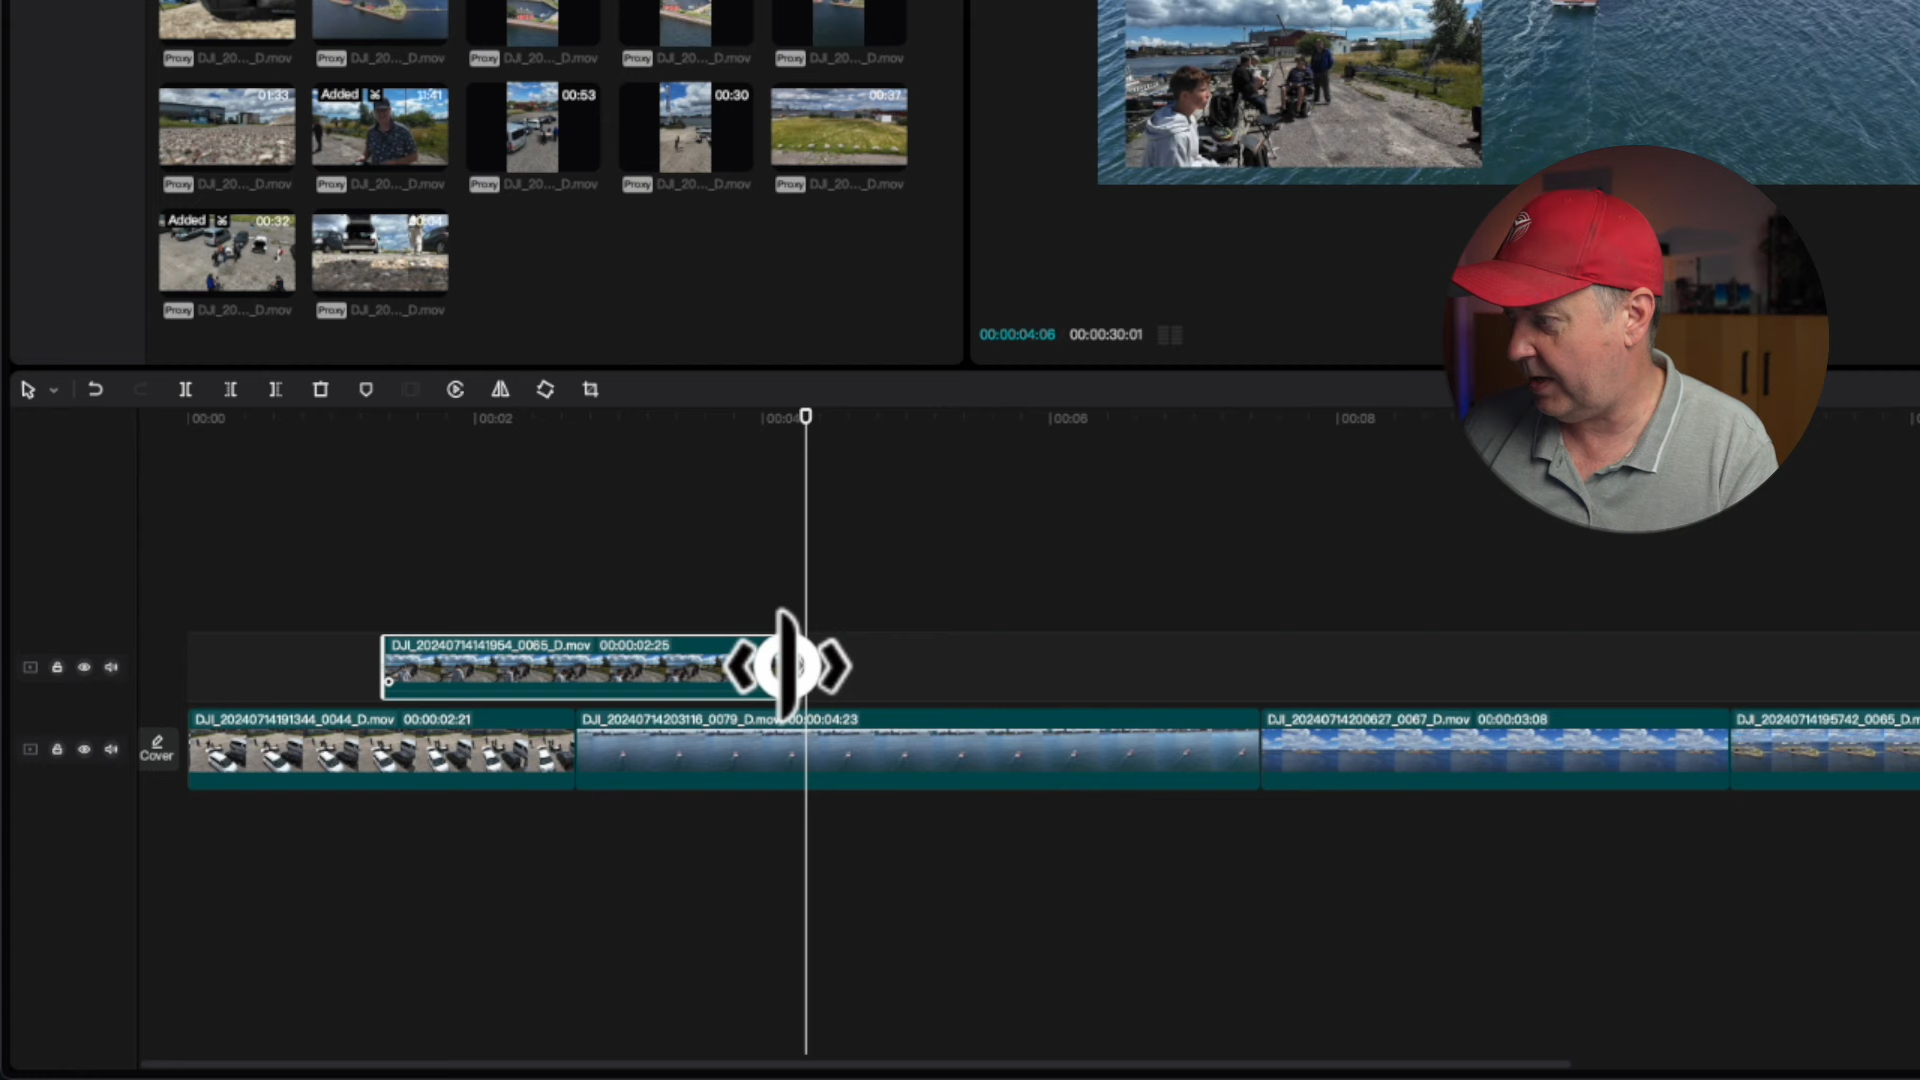 Proxy DJI_20..._D.mov Proxy DJI_20..._D.mov Proxy DJI_20..._D.mov Proxy DJI_20..._D.mov Proxy DJI_20..._D.mov
01:33 Added 11:41 00:53 00:30 00:37
Proxy DJI_20..._D.mov Proxy DJI_20..._D.mov Proxy DJI_20..._D.mov Proxy DJI_20..._D.mov Proxy DJI_20..._D.mov
Added 00:32 00:04
Proxy DJI_20..._D.mov Proxy DJI_20..._D.mov
00:00:04:06 00:00:30:01
00:00 00:02 00:04 00:06 00:08
DJI_20240714141954_0065_D.mov 00:00:02:25
DJI_20240714191344_0044_D.mov 00:00:02:21 DJI_20240714203116_0079_D.mov 00:00:04:23 DJI_20240714200627_0067_D.mov 00:00:03:08 DJI_20240714195742_0065_D.m
Cover